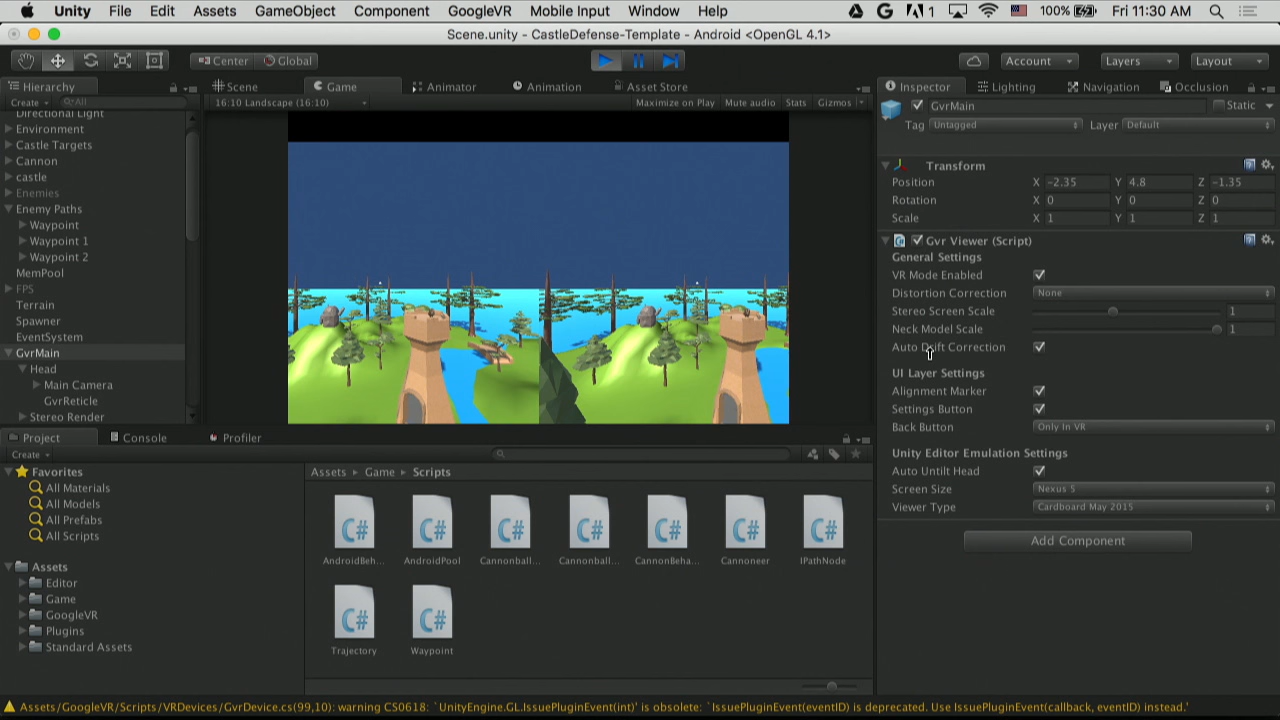 Unity File Edit Assets GameObject Component GoogleVR Mobile Input Window Help 1 100% Fri 11:30 AM
Scene.unity - CastleDefense-Template - Android <OpenGL 4.1>
Center Global Account Layers Layout
Hierarchy Scene Game Animator Animation Asset Store Inspector Lighting Navigation Occlusion
Create All 16:10 Landscape (16:10) Maximize on Play Mute audio Stats Gizmos GvrMain Static
Directional Light
Environment
Castle Targets
Cannon
castle
Enemies
Enemy Paths
Waypoint
Waypoint 1
Waypoint 2
MemPool
FPS
Terrain
Spawner
EventSystem
GvrMain
Head
Main Camera
GvrReticle
Stereo Render
Tag Untagged Layer Default
Transform
Position X -2.35 Y 4.8 Z -1.35
Rotation X 0 Y 0 Z 0
Scale X 1 Y 1 Z 1
Gvr Viewer (Script)
General Settings
VR Mode Enabled
Distortion Correction None
Stereo Screen Scale 1
Neck Model Scale 1
Auto Drift Correction
UI Layer Settings
Alignment Marker
Settings Button
Back Button Only In VR
Unity Editor Emulation Settings
Auto Untilt Head
Screen Size Nexus 5
Viewer Type Cardboard May 2015
Add Component
Project Console Profiler
Create
Favorites
All Materials
All Models
All Prefabs
All Scripts
Assets
Editor
Game
GoogleVR
Plugins
Standard Assets
Assets Game Scripts
AndroidBeh... AndroidPool Cannonball... Cannonball... CannonBeha... Cannoneer IPathNode
Trajectory Waypoint
Assets/GoogleVR/Scripts/VRDevices/GvrDevice.cs(99,10): warning CS0618: `UnityEngine.GL.IssuePluginEvent(int)' is obsolete: `IssuePluginEvent(eventID) is deprecated. Use IssuePluginEvent(callback, eventID) instead.'